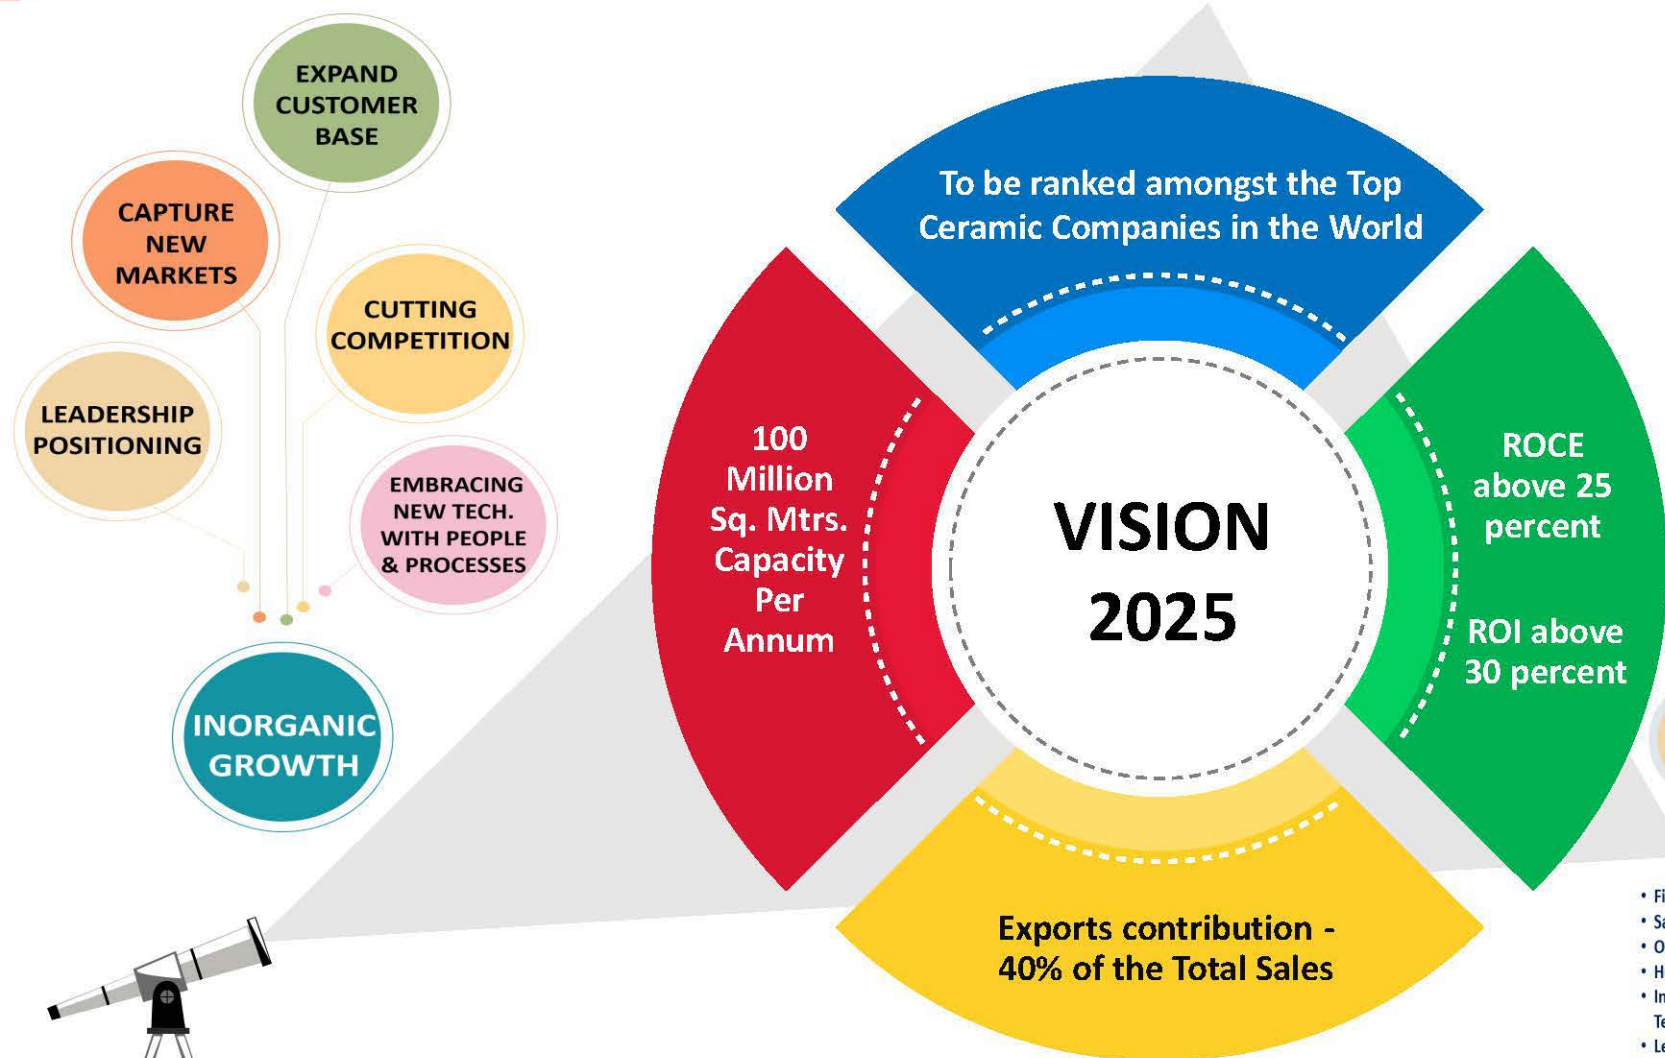 EXPAND
CUSTOMER
BASE
CAPTURE
NEW
MARKETS
CUTTING
COMPETITION
LEADERSHIP
POSITIONING
EMBRACING
NEW TECH.
WITH PEOPLE
& PROCESSES
INORGANIC
GROWTH
To be ranked amongst the Top
Ceramic Companies in the World
100
Million
Sq. Mtrs.
Capacity
Per
Annum
VISION
2025
ROCE
above 25
percent
ROI above
30 percent
Exports contribution -
40% of the Total Sales